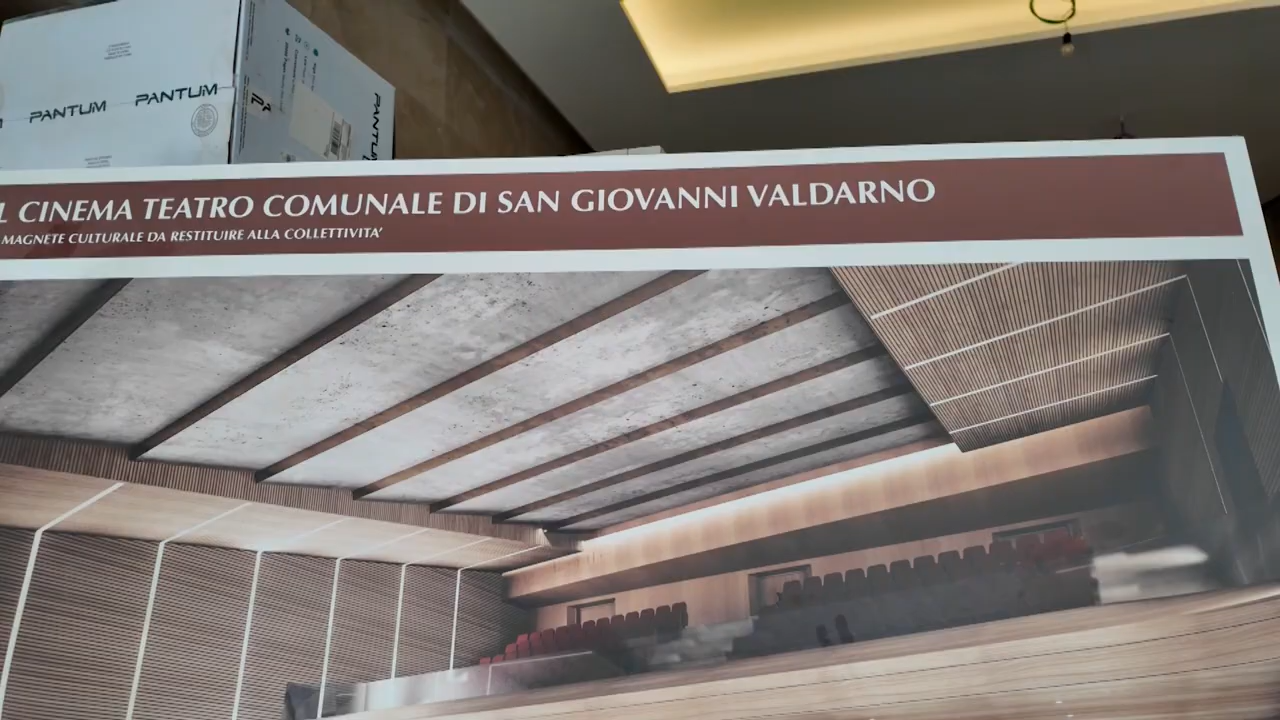 PANTUM PANTUM
PANTUM
L CINEMA TEATRO COMUNALE DI SAN GIOVANNI VALDARNO
MAGNETE CULTURALE DA RESTITUIRE ALLA COLLETTIVITA'